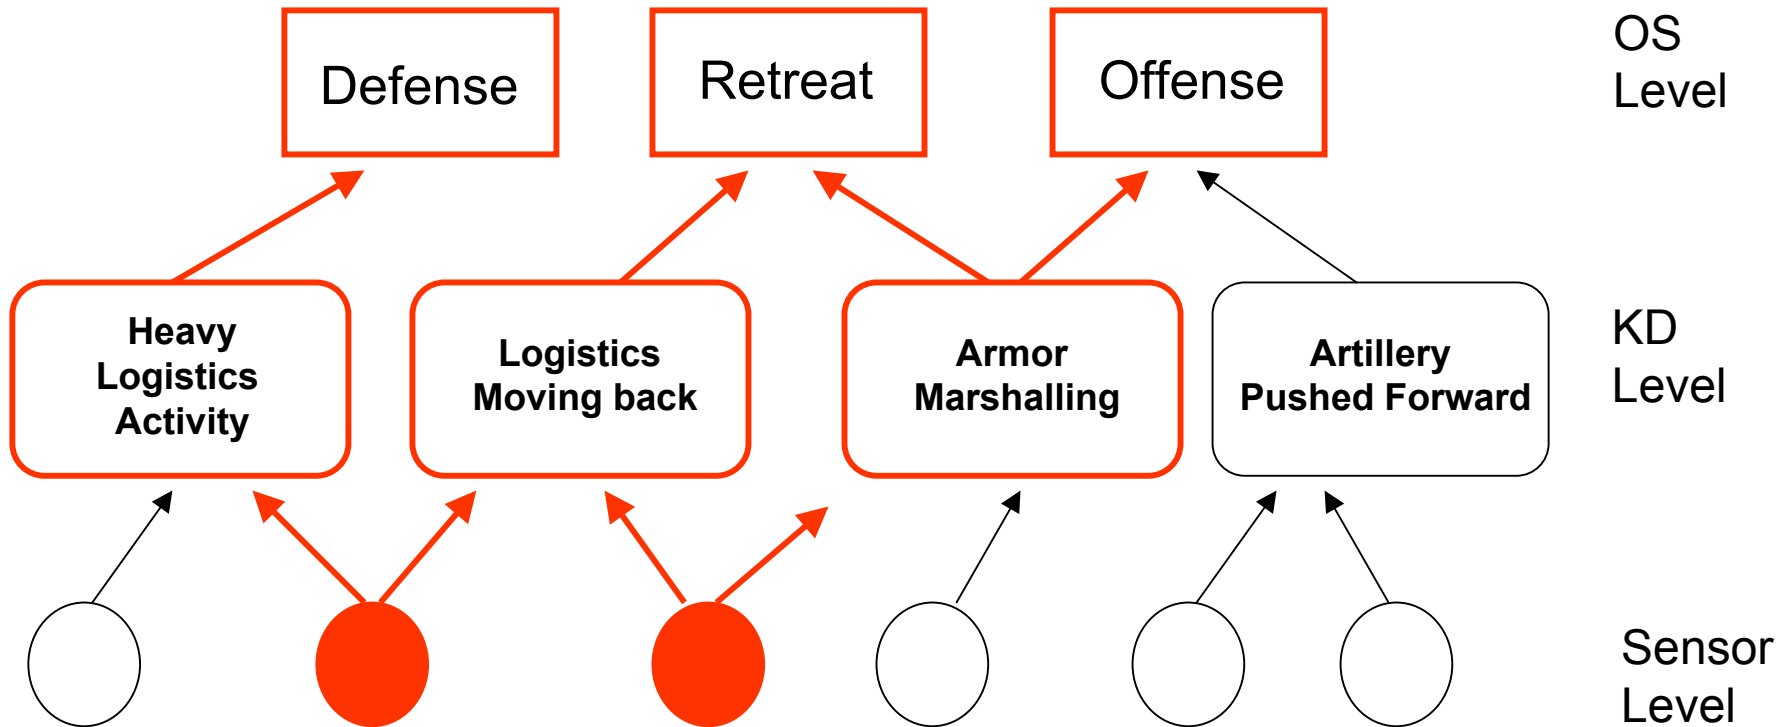 Defense
Retreat
Offense
OS
Level
Heavy
Logistics
Activity
Logistics
Moving back
Armor
Marshalling
Artillery
Pushed Forward
KD
Level
Sensor
Level